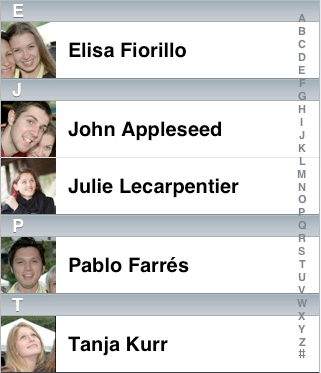 E
Elisa Fiorillo
J
John Appleseed
Julie Lecarpentier
P
Pablo Farrés
T
Tanja Kurr
A
B
C
D
E
F
G
H
I
J
K
L
M
N
O
P
Q
R
S
T
U
V
W
X
Y
Z
#